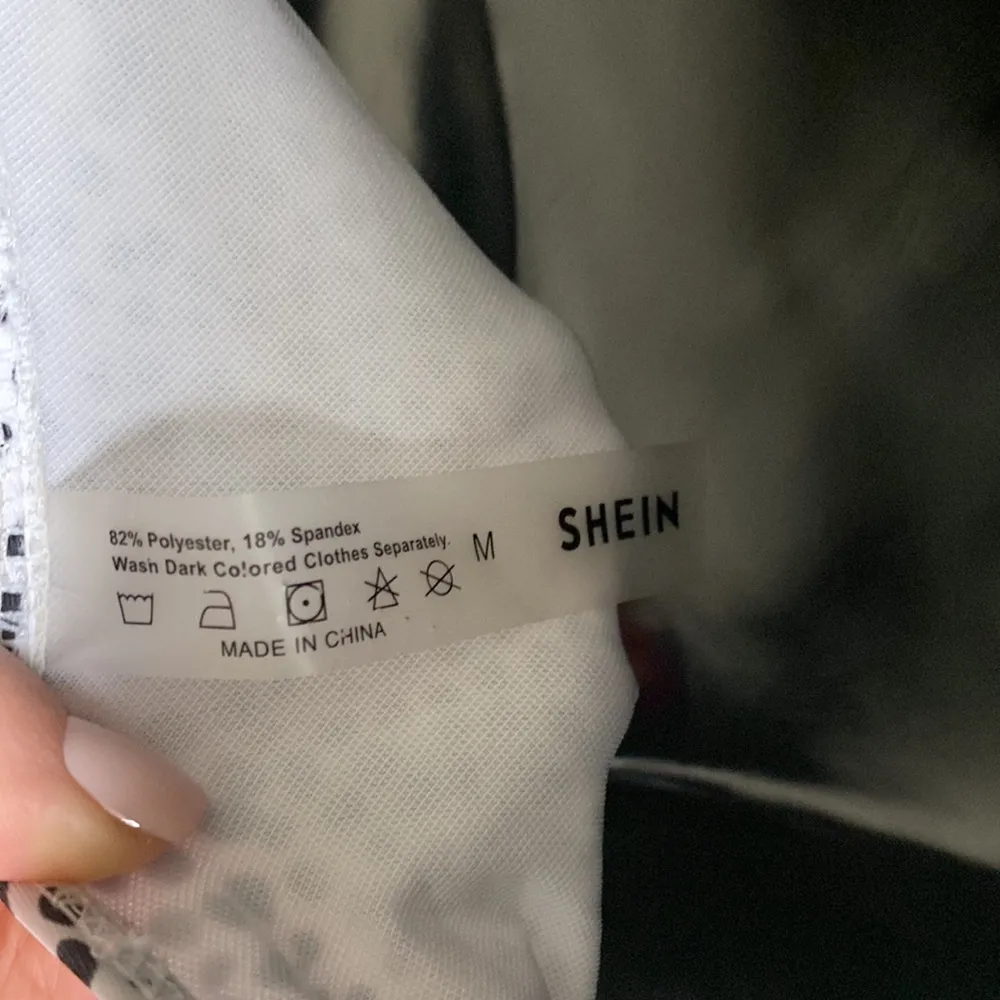 82% Polyester, 18% Spandex
Wash Dark Colored Clothes Separately.
M
SHEIN
MADE IN CHINA